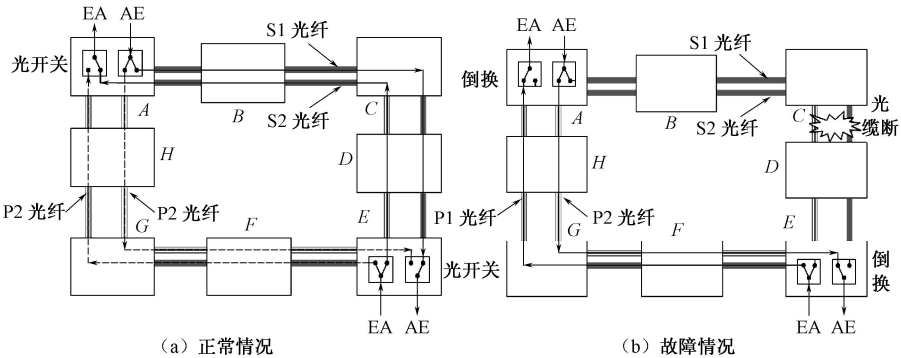 EA AE
S1 光纤
光开关
S2 光纤
A
B
C
H
D
P2 光纤
P2 光纤
G
F
E
光开关
EA AE
(a) 正常情况
EA AE
S1 光纤
倒换
S2 光纤
A
B
C
光
缆断
H
D
P1 光纤
P2 光纤
G
F
E
倒
换
EA AE
(b) 故障情况